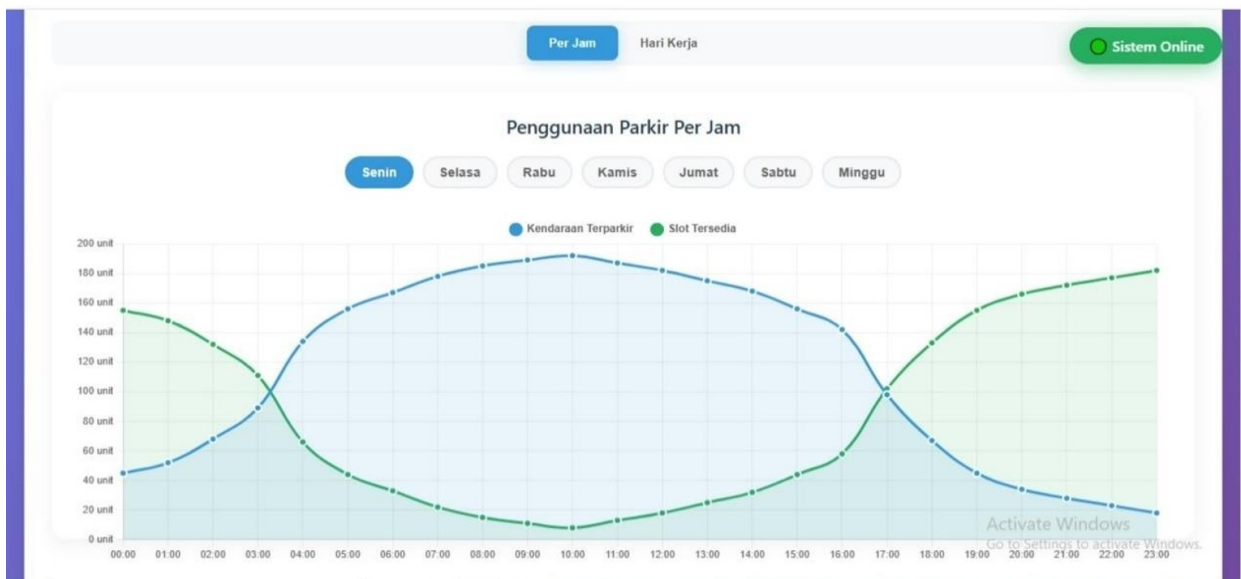 Per Jam Hari Kerja
Sistem Online
Penggunaan Parkir Per Jam
Senin Selasa Rabu Kamis Jumat Sabtu Minggu
Kendaraan Terparkir Slot Tersedia
200 unit
180 unit
160 unit
140 unit
120 unit
100 unit
80 unit
60 unit
40 unit
20 unit
0 unit
00:00 01:00 02:00 03:00 04:00 05:00 06:00 07:00 08:00 09:00 10:00 11:00 12:00 13:00 14:00 15:00 16:00 17:00 18:00 19:00 20:00 21:00 22:00 23:00
Activate Windows
Go to Settings to activate Windows.